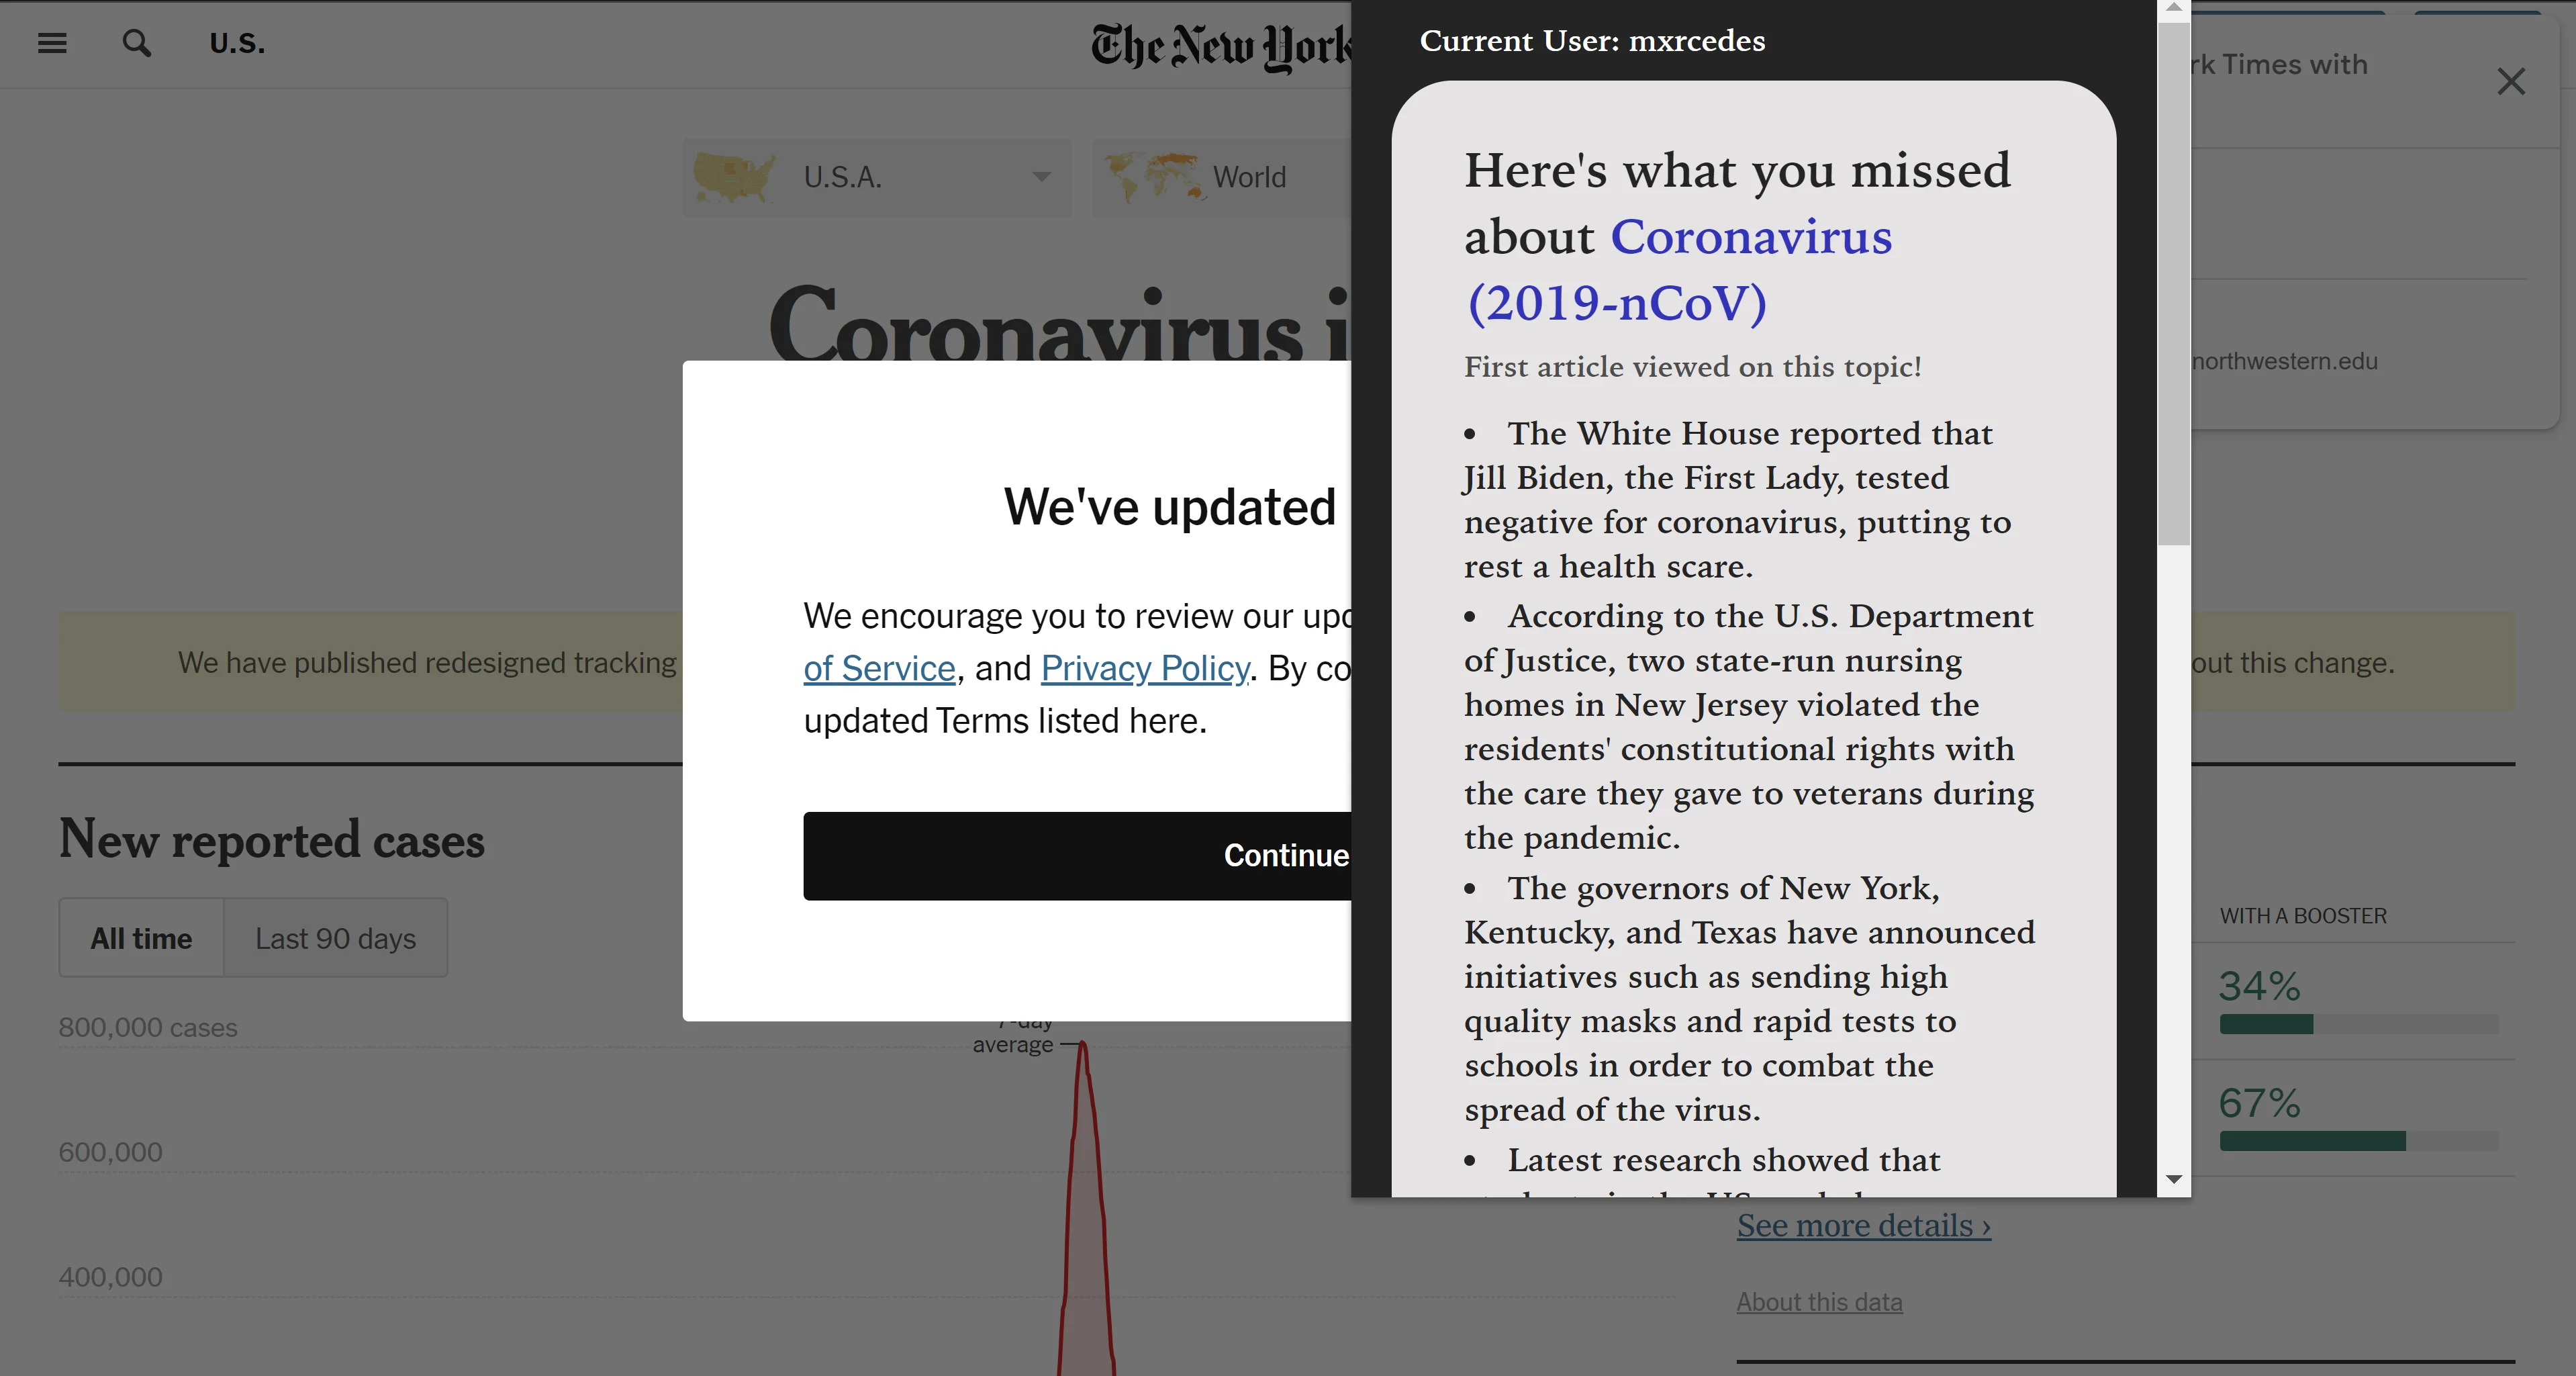 U.S.
The New York
Current User: mxrcedes
rk Times with
U.S.A.
World
Coronavirus i
northwestern.edu
Here's what you missed
about Coronavirus
(2019-nCoV)
First article viewed on this topic!
• The White House reported that
Jill Biden, the First Lady, tested
negative for coronavirus, putting to
rest a health scare.
• According to the U.S. Department
of Justice, two state-run nursing
homes in New Jersey violated the
residents' constitutional rights with
the care they gave to veterans during
the pandemic.
• The governors of New York,
Kentucky, and Texas have announced
initiatives such as sending high
quality masks and rapid tests to
schools in order to combat the
spread of the virus.
• Latest research showed that
We've updated
We encourage you to review our upd
of Service, and Privacy Policy. By co
updated Terms listed here.
Continue
We have published redesigned tracking
out this change.
New reported cases
All time
Last 90 days
800,000 cases
7-day
average
600,000
400,000
WITH A BOOSTER
34%
67%
See more details ›
About this data